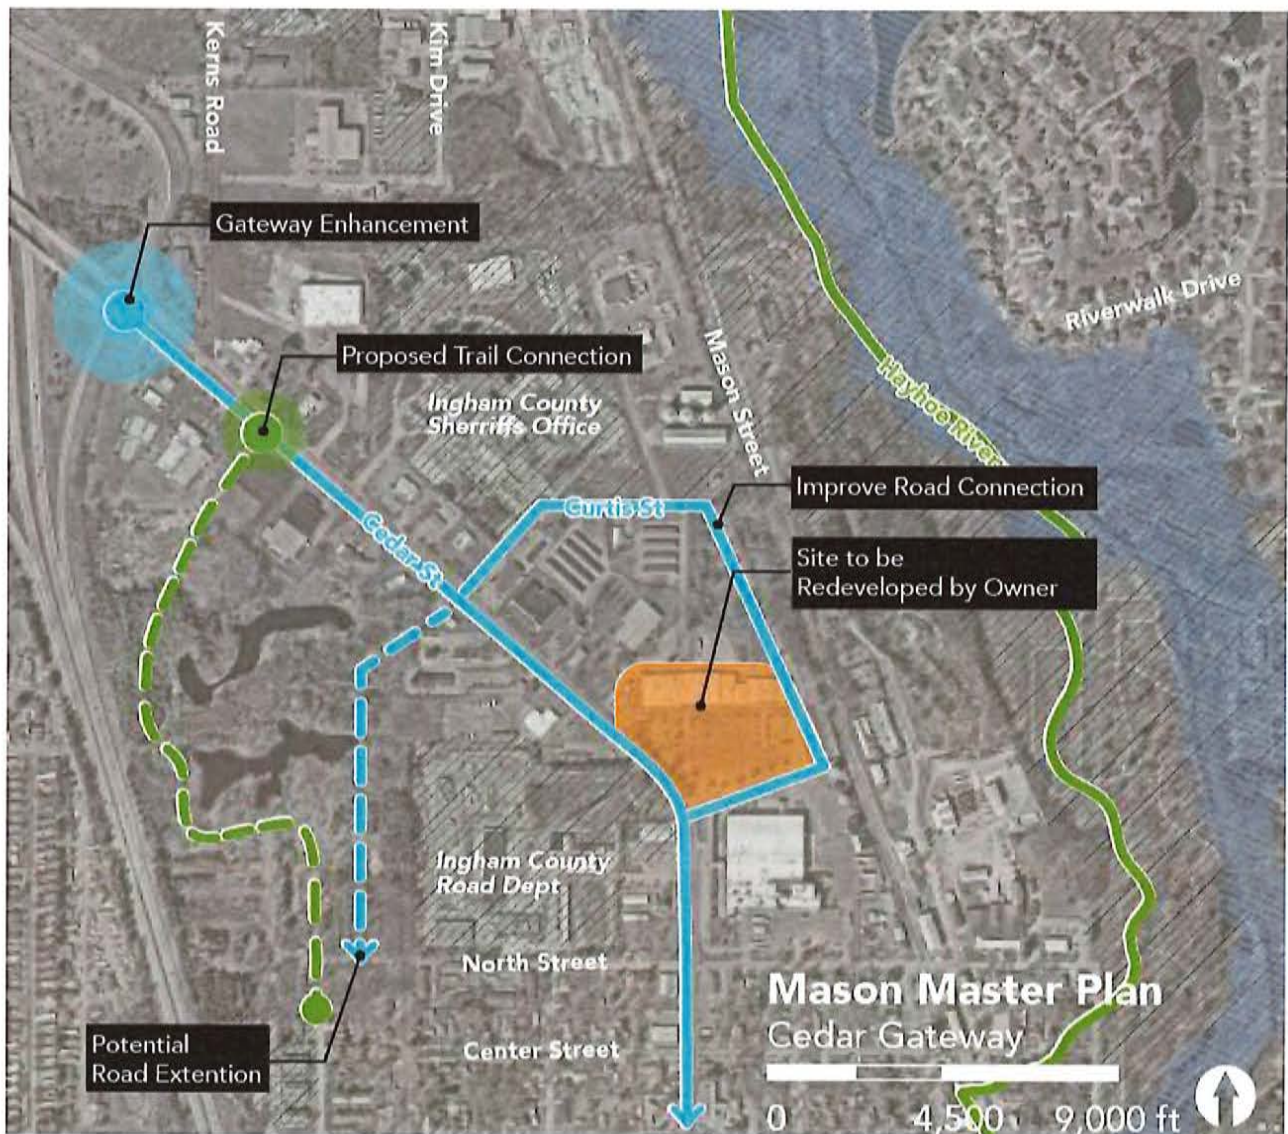 Kerns Road
Kim Drive
Gateway Enhancement
Riverwalk Drive
Proposed Trail Connection
Mason Street
Hayhoe River
Ingham County
Sherriffs Office
Improve Road Connection
Curtis St
Cedar St
Site to be
Redeveloped by Owner
Ingham County
Road Dept
North Street
Mason Master Plan
Cedar Gateway
Potential
Road Extention
Center Street
0 4,500 9,000 ft